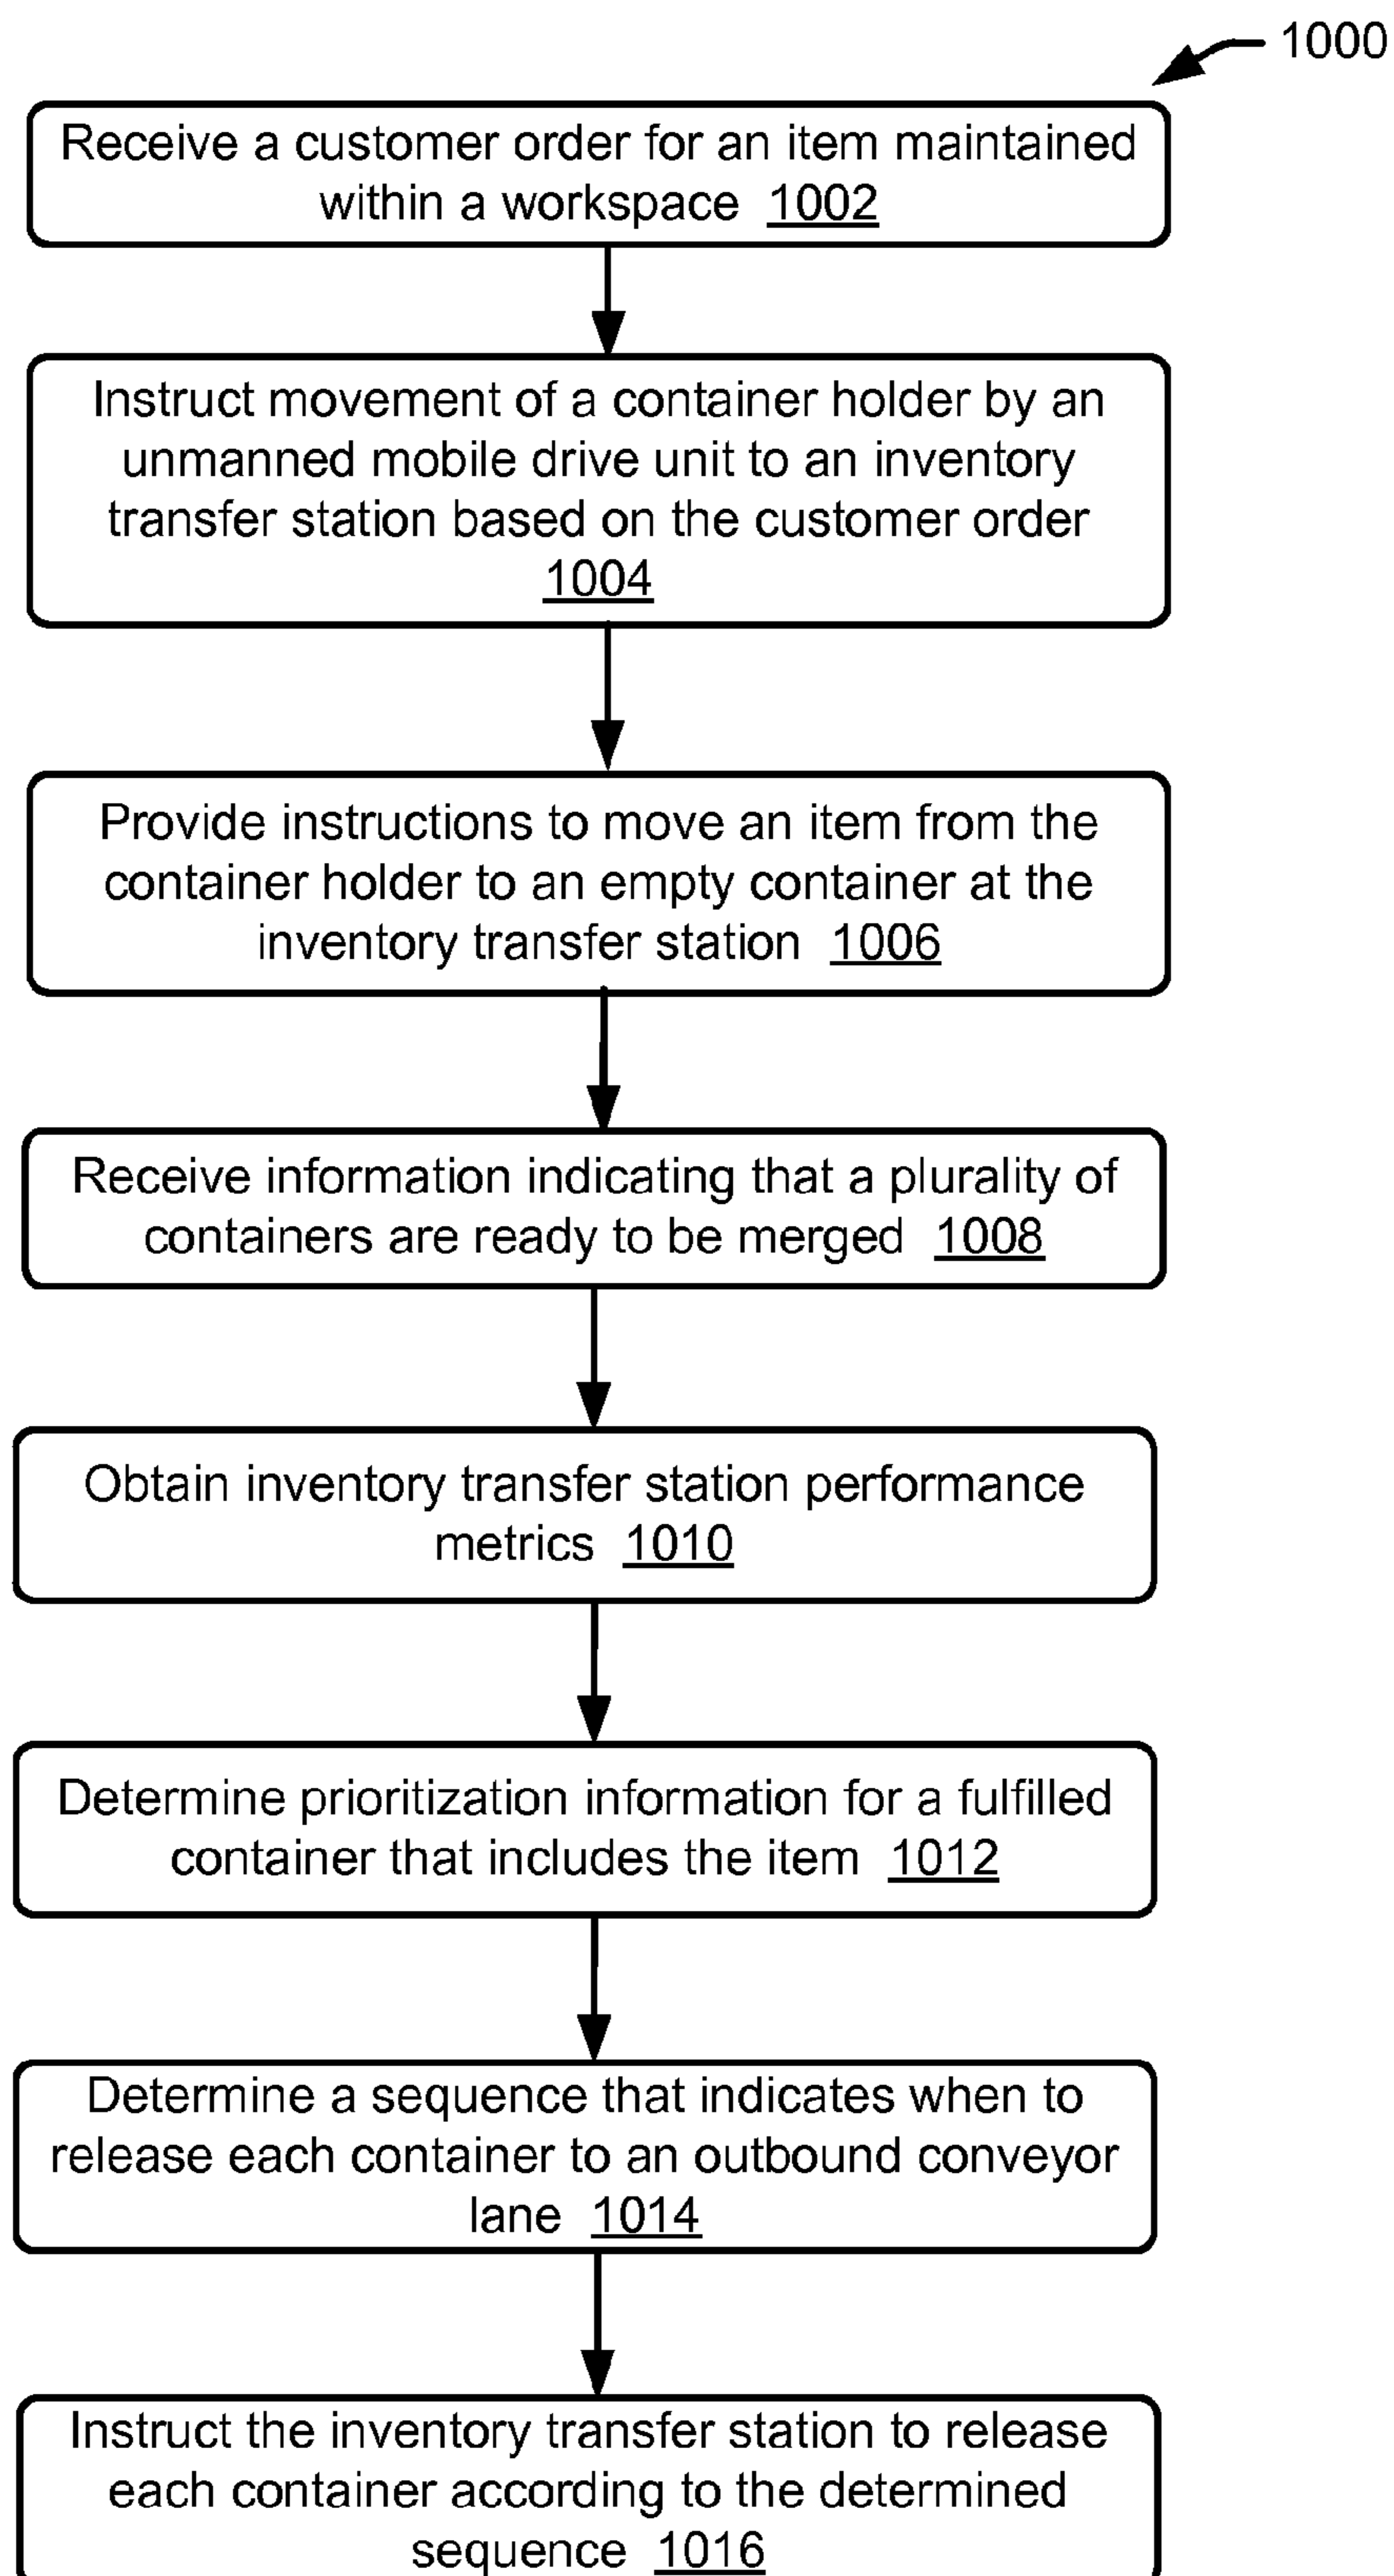 1000
Receive a customer order for an item maintained
within a workspace 1002
Instruct movement of a container holder by an
unmanned mobile drive unit to an inventory
transfer station based on the customer order
1004
Provide instructions to move an item from the
container holder to an empty container at the
inventory transfer station 1006
Receive information indicating that a plurality of
containers are ready to be merged 1008
Obtain inventory transfer station performance
metrics 1010
Determine prioritization information for a fulfilled
container that includes the item 1012
Determine a sequence that indicates when to
release each container to an outbound conveyor
lane 1014
Instruct the inventory transfer station to release
each container according to the determined
sequence 1016